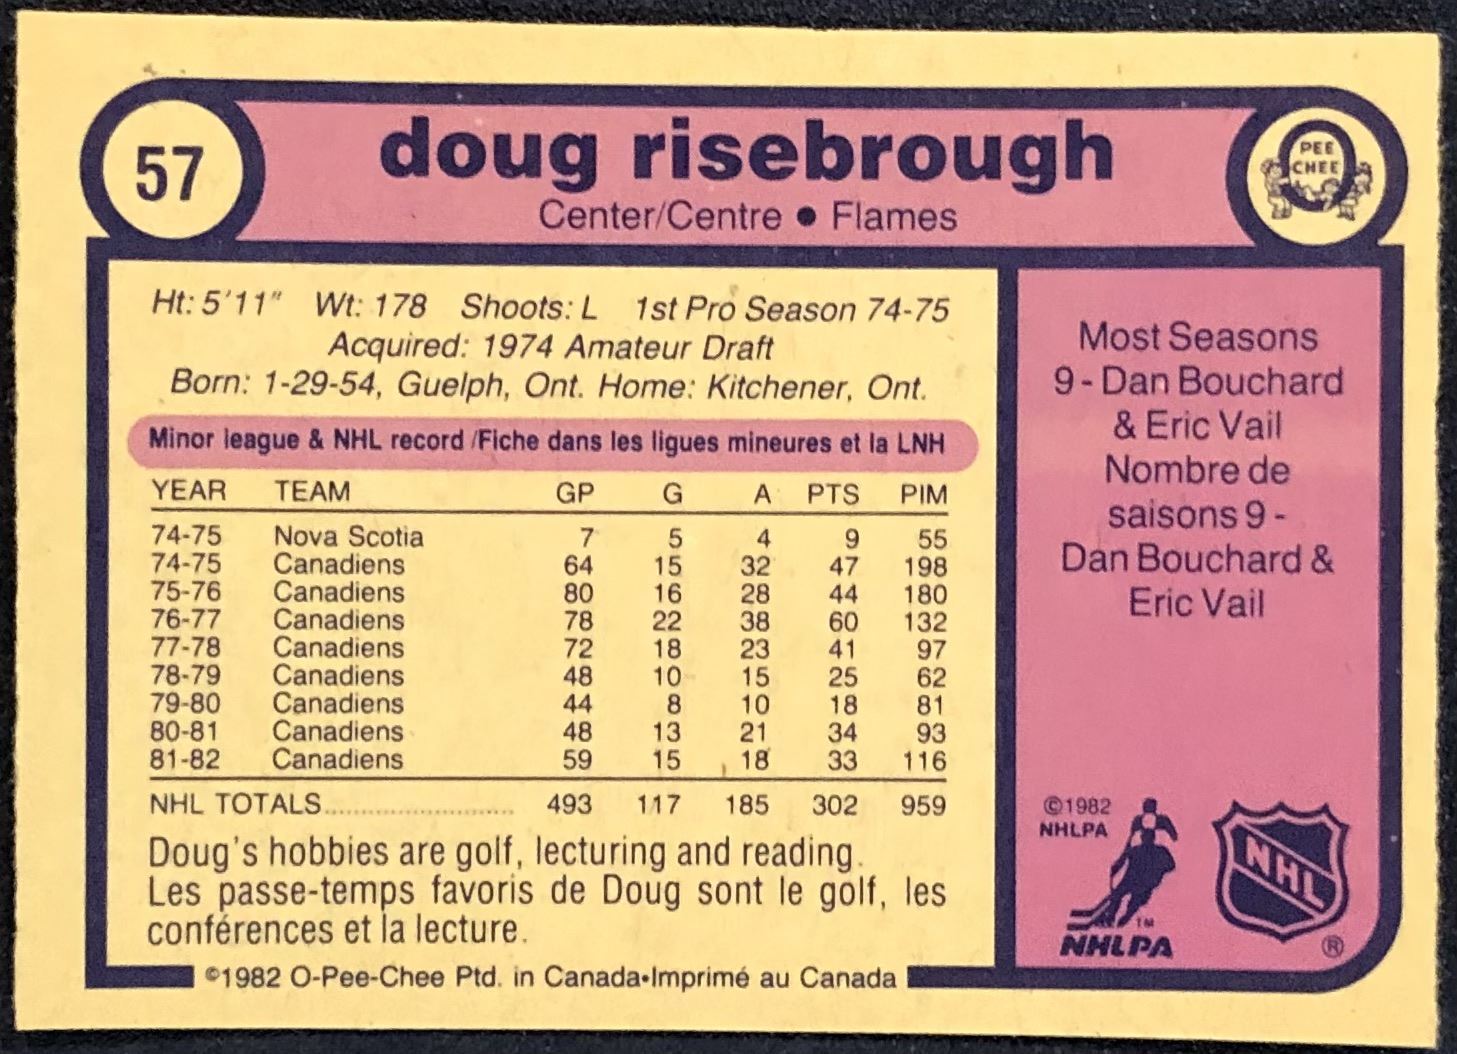 57
doug risebrough
Center/Centre • Flames
PEE
CHEE
Ht: 5'11" Wt: 178 Shoots: L 1st Pro Season 74-75
Acquired: 1974 Amateur Draft
Born: 1-29-54, Guelph, Ont. Home: Kitchener, Ont.
Minor league & NHL record /Fiche dans les ligues mineures et la LNH
YEAR TEAM GP G A PTS PIM
74-75 Nova Scotia 7 5 4 9 55
74-75 Canadiens 64 15 32 47 198
75-76 Canadiens 80 16 28 44 180
76-77 Canadiens 78 22 38 60 132
77-78 Canadiens 72 18 23 41 97
78-79 Canadiens 48 10 15 25 62
79-80 Canadiens 44 8 10 18 81
80-81 Canadiens 48 13 21 34 93
81-82 Canadiens 59 15 18 33 116
NHL TOTALS.......................... 493 117 185 302 959
Doug's hobbies are golf, lecturing and reading.
Les passe-temps favoris de Doug sont le golf, les
conférences et la lecture.
©1982 O-Pee-Chee Ptd. in Canada•Imprimé au Canada
Most Seasons
9 - Dan Bouchard
& Eric Vail
Nombre de
saisons 9 -
Dan Bouchard &
Eric Vail
©1982
NHLPA
TM
NHLPA
NHL
®